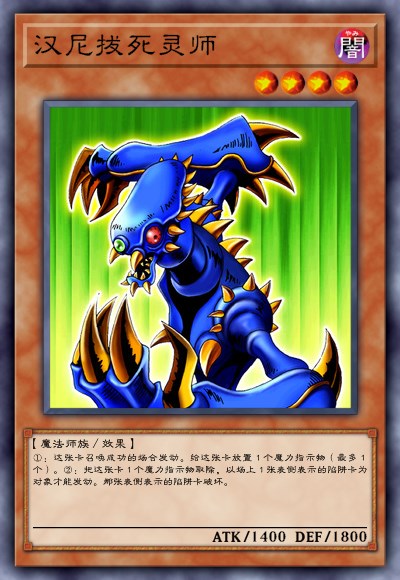 汉尼拔死灵师
やみ
闇
【魔法师族／效果】
①：这张卡召唤成功的场合发动。给这张卡放置1个魔力指示物（最多1
个）。②：把这张卡1个魔力指示物取除，以场上1张表侧表示的陷阱卡为
对象才能发动。那张表侧表示的陷阱卡破坏。
ATK/1400 DEF/1800